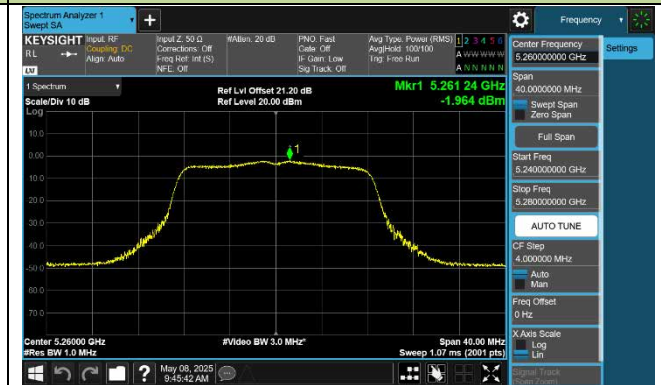 Spectrum Analyzer 1
Swept SA
Frequency
KEYSIGHT
Input: RF
Coupling: DC
Align: Auto
Input Z: 50 Ω
Corrections: Off
Freq Ref: Int (S)
NFE: Off
#Atten: 20 dB
PNO: Fast
Gate: Off
IF Gain: Low
Sig Track: Off
Avg Type: Power (RMS)
Avg|Hold: 100/100
Trig: Free Run
1 2 3 4 5 6
A W W W W W
A N N N N N
RL
LXI
1 Spectrum
Scale/Div 10 dB
Log
Ref Lvl Offset 21.20 dB
Ref Level 20.00 dBm
Mkr1 5.261 24 GHz
-1.964 dBm
1
10.0
0.00
10.0
20.0
30.0
40.0
-50.0
60.0
70.0
Center 5.26000 GHz
#Res BW 1.0 MHz
#Video BW 3.0 MHz*
Span 40.00 MHz
Sweep 1.07 ms (2001 pts)
May 08, 2025
9:45:42 AM
Center Frequency
5.260000000 GHz
Settings
Span
40.0000000 MHz
Swept Span
Zero Span
Full Span
Start Freq
5.240000000 GHz
Stop Freq
5.280000000 GHz
AUTO TUNE
CF Step
4.000000 MHz
Auto
Man
Freq Offset
0 Hz
X Axis Scale
Log
Lin
Signal Track
(Span Zoom)